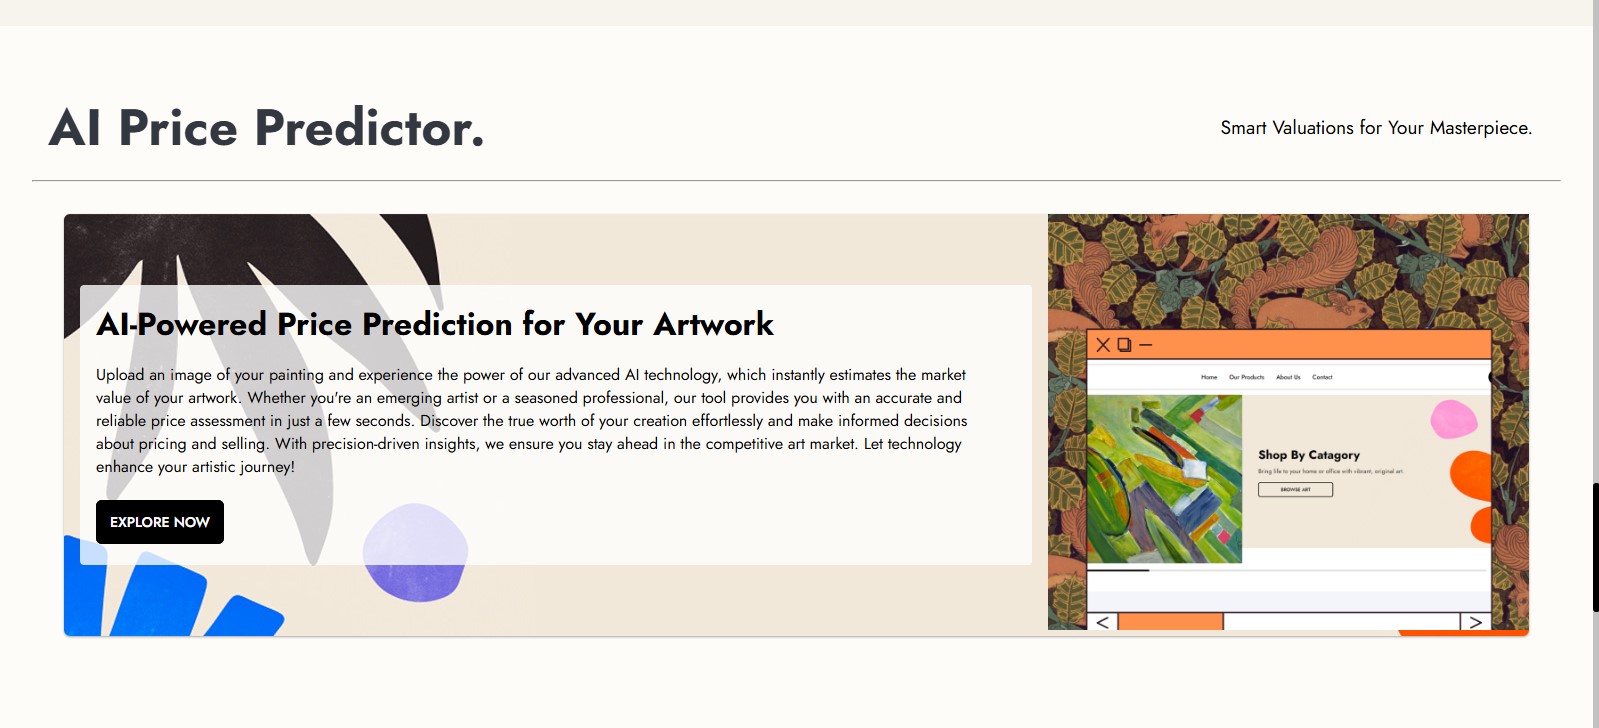 AI Price Predictor.
Smart Valuations for Your Masterpiece.
AI-Powered Price Prediction for Your Artwork
Upload an image of your painting and experience the power of our advanced AI technology, which instantly estimates the market
value of your artwork. Whether you're an emerging artist or a seasoned professional, our tool provides you with an accurate and
reliable price assessment in just a few seconds. Discover the true worth of your creation effortlessly and make informed decisions
about pricing and selling. With precision-driven insights, we ensure you stay ahead in the competitive art market. Let technology
enhance your artistic journey!
EXPLORE NOW
Home Our Products About Us Contact
Shop By Catagory
Bring life to your home or office with vibrant, original art.
BROWSE ART